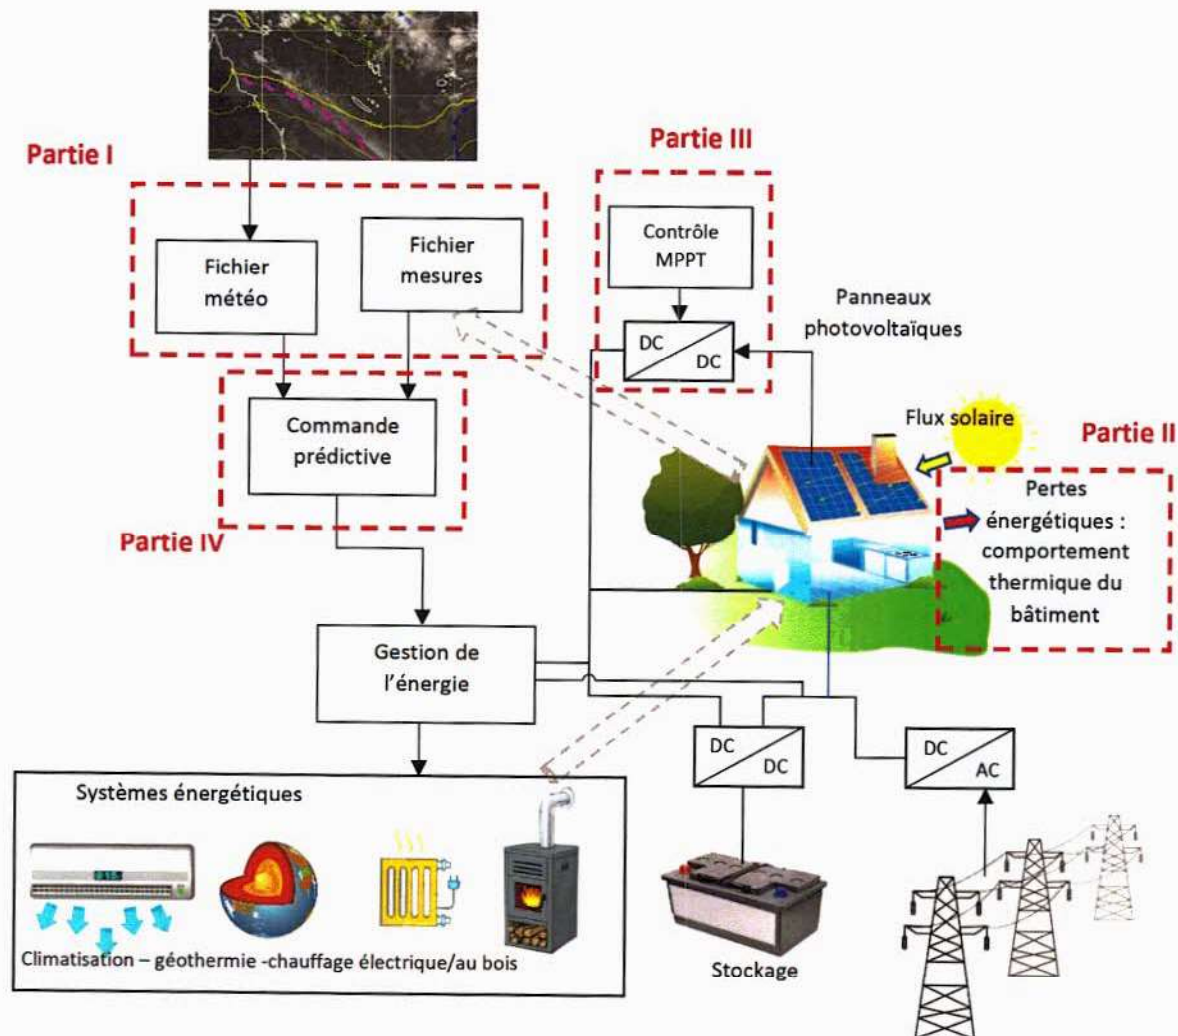 Partie I
Partie III
Fichier
météo
Fichier
mesures
Contrôle
MPPT
DC
DC
Panneaux
photovoltaïques
Commande
prédictive
Partie IV
Flux solaire
Partie II
Pertes
énergétiques :
comportement
thermique du
bâtiment
Gestion de
l'énergie
DC
DC
DC
AC
Systèmes énergétiques
Climatisation – géothermie -chauffage électrique/au bois
Stockage